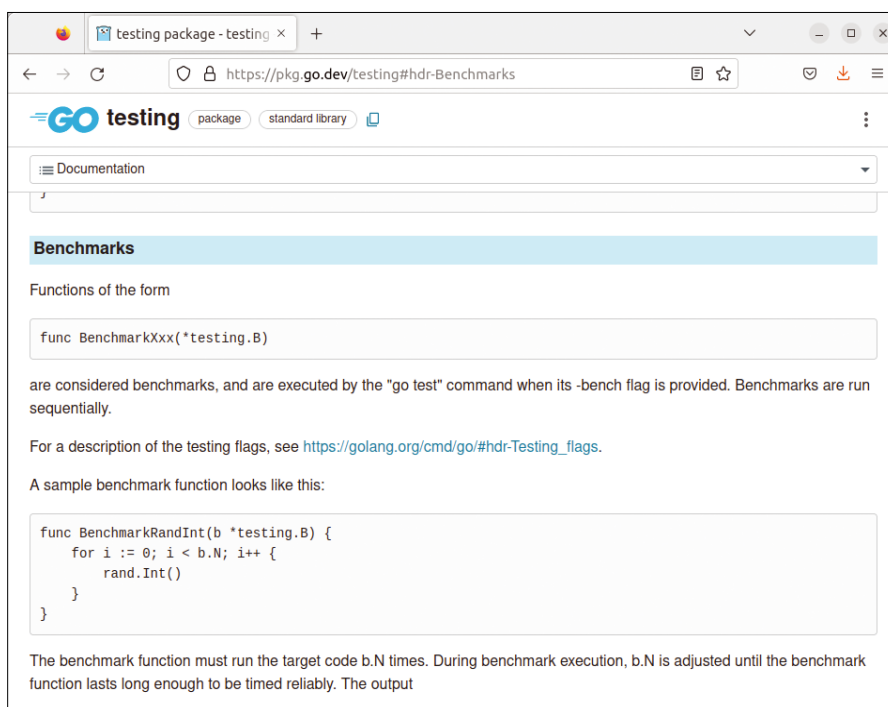 testing package - testing
https://pkg.go.dev/testing#hdr-Benchmarks
GO testing package standard library
Documentation
}
Benchmarks
Functions of the form
func BenchmarkXxx(*testing.B)
are considered benchmarks, and are executed by the "go test" command when its -bench flag is provided. Benchmarks are run
sequentially.
For a description of the testing flags, see https://golang.org/cmd/go/#hdr-Testing_flags.
A sample benchmark function looks like this:
func BenchmarkRandInt(b *testing.B) {
    for i := 0; i < b.N; i++ {
        rand.Int()
    }
}
The benchmark function must run the target code b.N times. During benchmark execution, b.N is adjusted until the benchmark
function lasts long enough to be timed reliably. The output